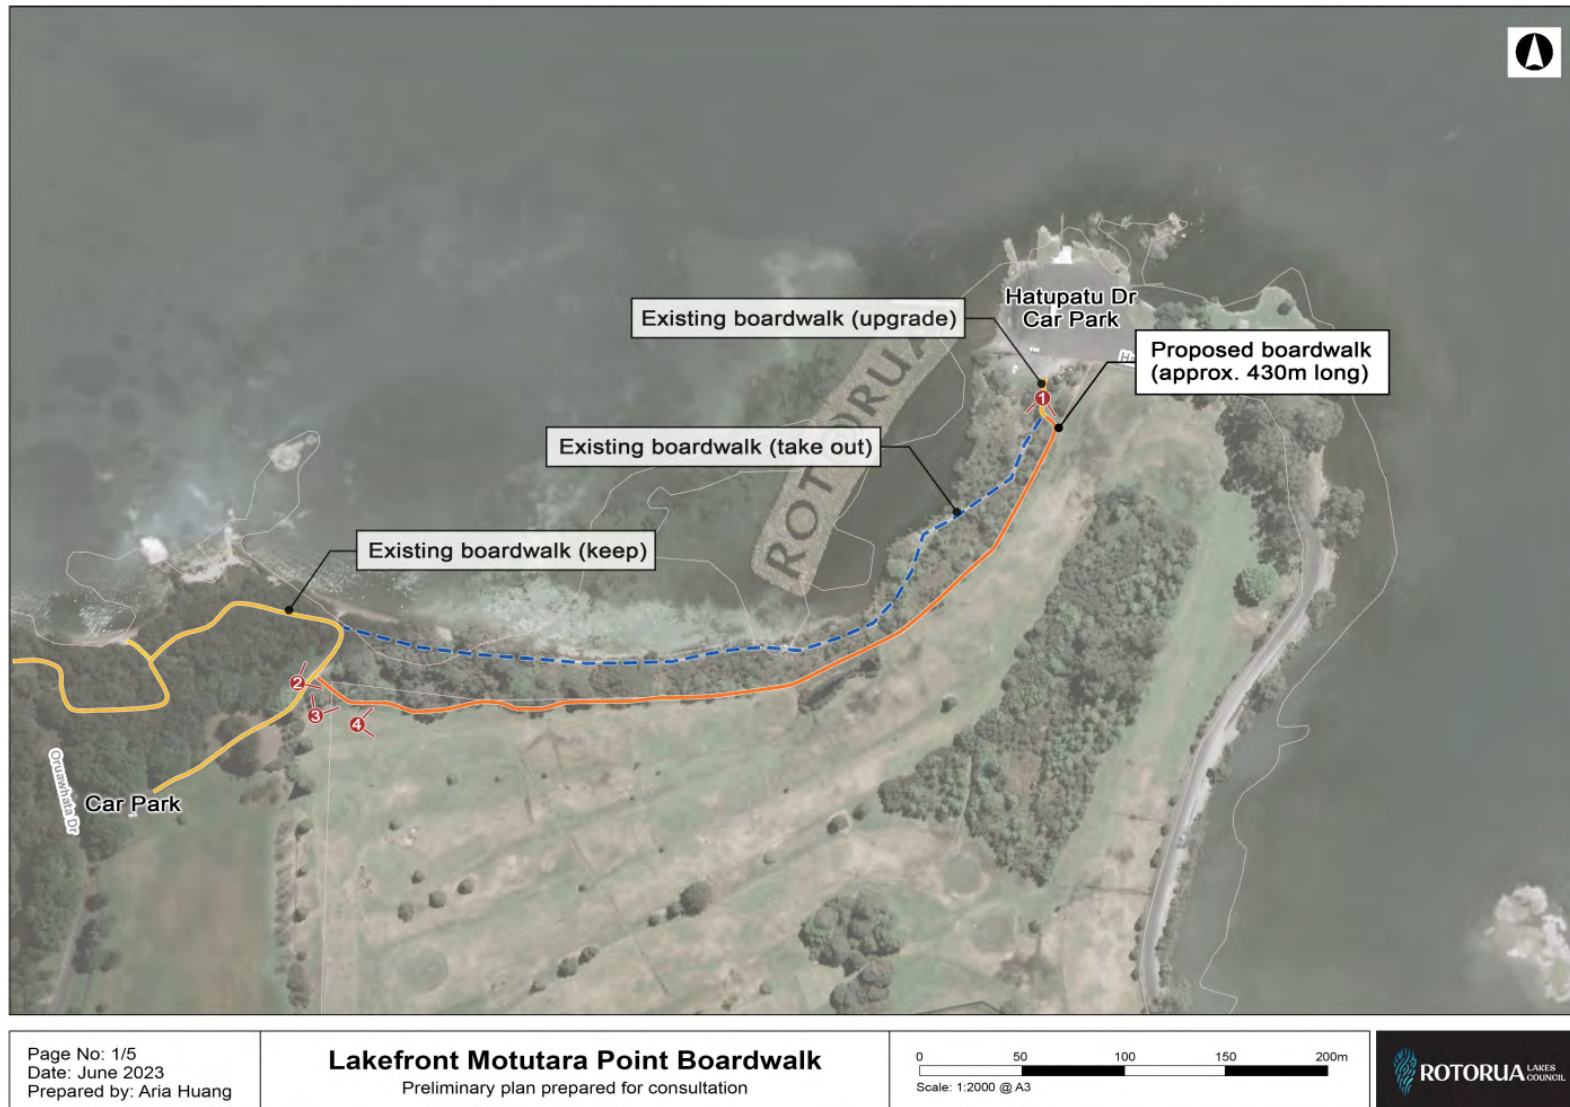 Hatupatu Dr
Car Park
Existing boardwalk (upgrade)
Proposed boardwalk
(approx. 430m long)
1
ROTORUA
Existing boardwalk (take out)
Existing boardwalk (keep)
2
3
4
Oruawhata Dr
Car Park
Page No: 1/5
Date: June 2023
Prepared by: Aria Huang
Lakefront Motutara Point Boardwalk
Preliminary plan prepared for consultation
0 50 100 150 200m
Scale: 1:2000 @ A3
ROTORUA LAKES
COUNCIL